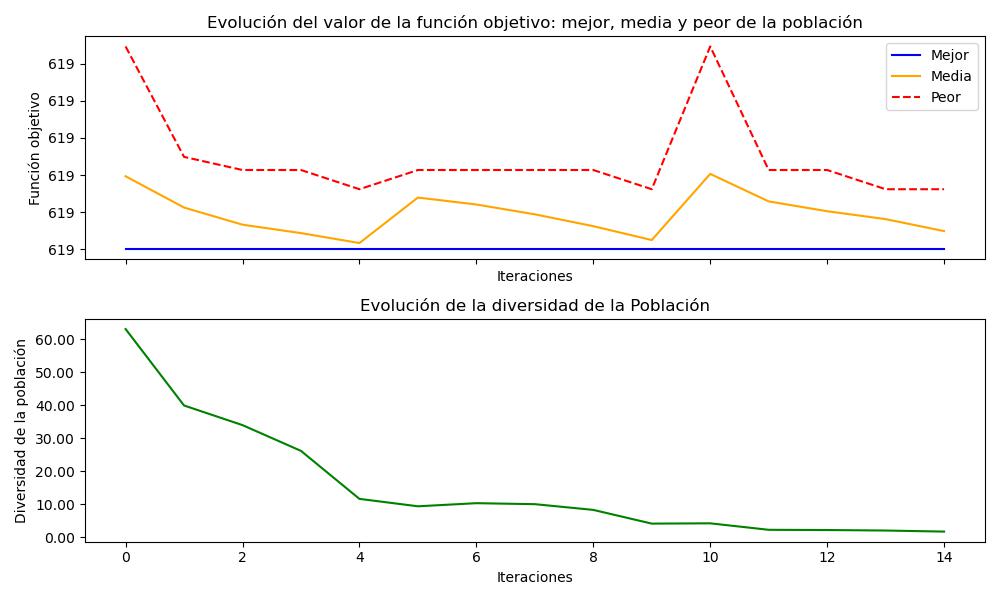 Evolución del valor de la función objetivo: mejor, media y peor de la población
Función objetivo
619
619
619
619
619
619
Mejor
Media
Peor
Iteraciones
Evolución de la diversidad de la Población
Diversidad de la población
60.00
50.00
40.00
30.00
20.00
10.00
0.00
0 2 4 6 8 10 12 14
Iteraciones